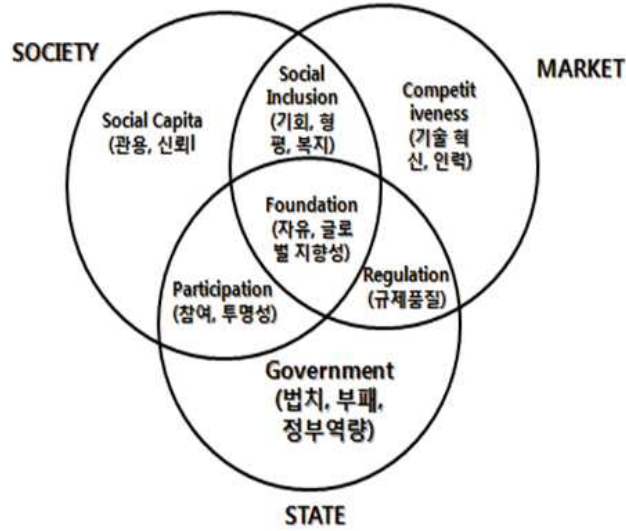 SOCIETY
MARKET
Social
Inclusion
(기회, 형
평, 복지)
Competit
iveness
(기술 혁
신, 인력)
Social Capita
(관용, 신뢰l
Foundation
(자유, 글로
벌 지향성)
Regulation
(규제품질)
Participation
(참여, 투명성)
Government
(법치, 부패,
정부역량)
STATE